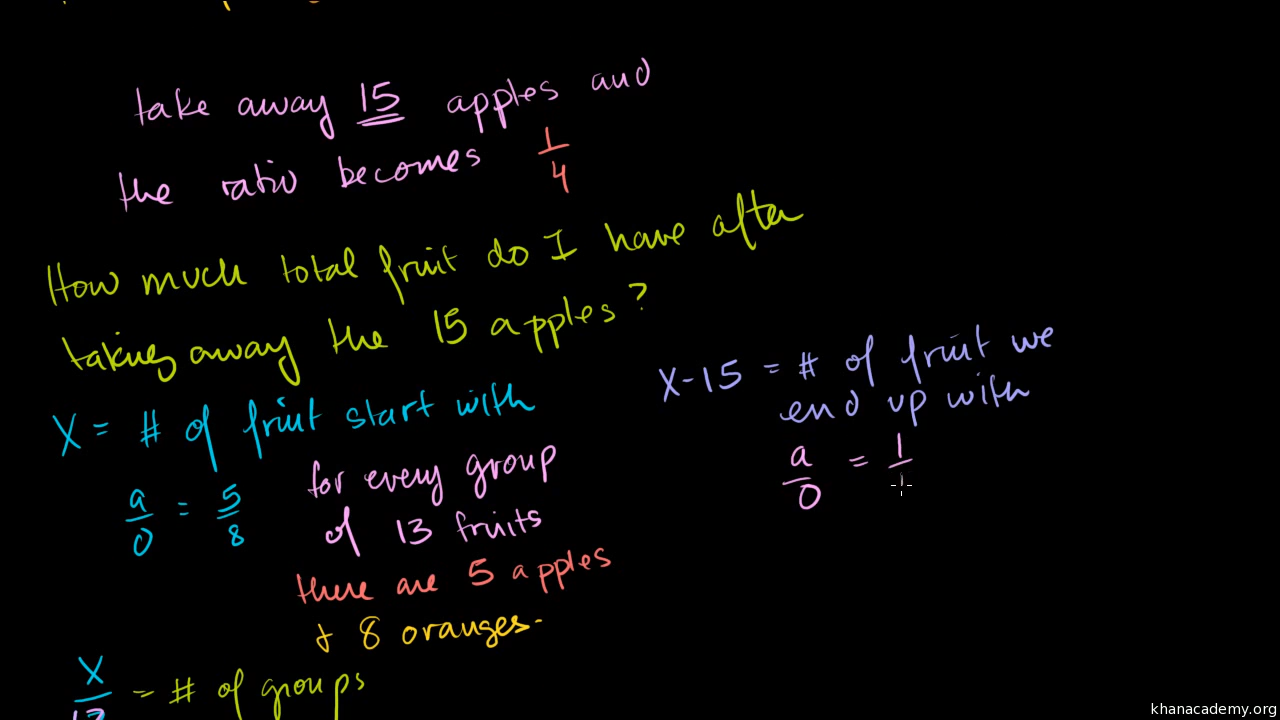 take away 15 apples and
the ratio becomes 1/4
How much total fruit do I have after
taking away the 15 apples?
X = # of fruit start with
a/o = 5/8
for every group
of 13 fruits
there are 5 apples
+ 8 oranges.
X/13 = # of groups
X-15 = # of fruit we
end up with
a/o = 1/
khanacademy.org